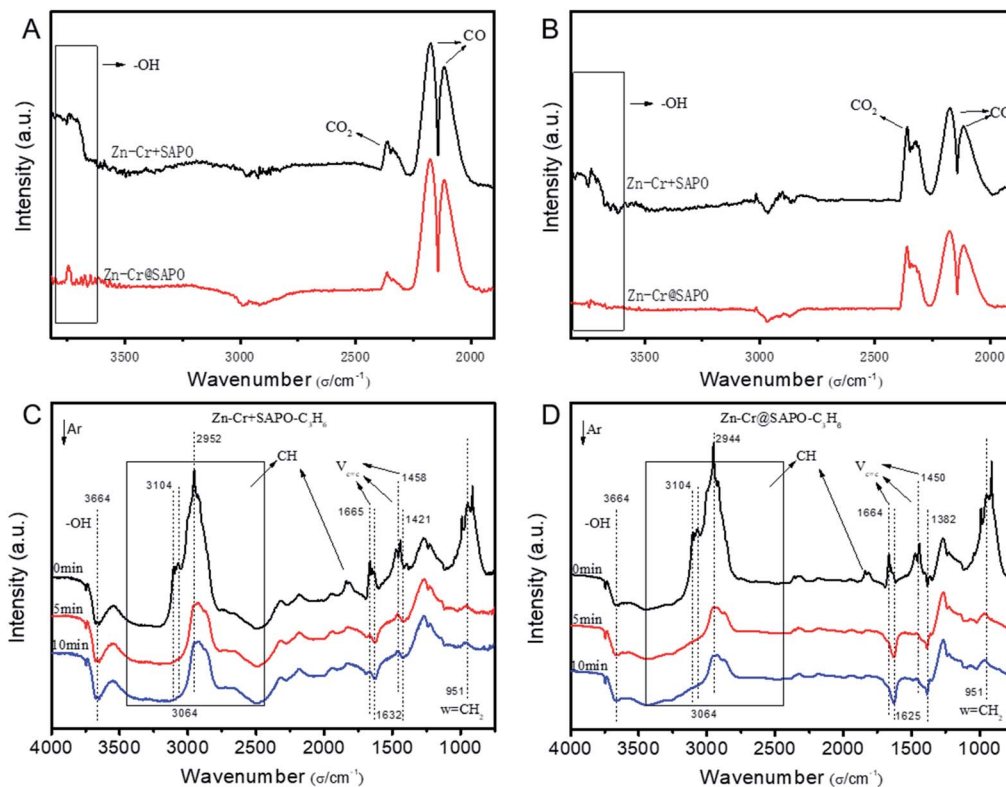 A
-OH
CO
CO₂
Zn-Cr+SAPO
Zn-Cr@SAPO
Intensity (a.u.)
3500 3000 2500 2000
Wavenumber (σ/cm⁻¹)
B
-OH
CO₂
CO
Zn-Cr+SAPO
Zn-Cr@SAPO
Intensity (a.u.)
3500 3000 2500 2000
Wavenumber (σ/cm⁻¹)
C
Ar
Zn-Cr+SAPO-C₃H₆
2952
CH
V c=c
1458
3104
3664
1665
1421
-OH
0min
5min
10min
951
3064
1632
w=CH₂
Intensity (a.u.)
4000 3500 3000 2500 2000 1500 1000
Wavenumber (σ/cm⁻¹)
D
Ar
Zn-Cr@SAPO-C₃H₆
2944
CH
V c=c
1450
3104
3664
1664
1382
-OH
0min
5min
10min
951
3064
1625
w=CH₂
Intensity (a.u.)
4000 3500 3000 2500 2000 1500 1000
Wavenumber (σ/cm⁻¹)